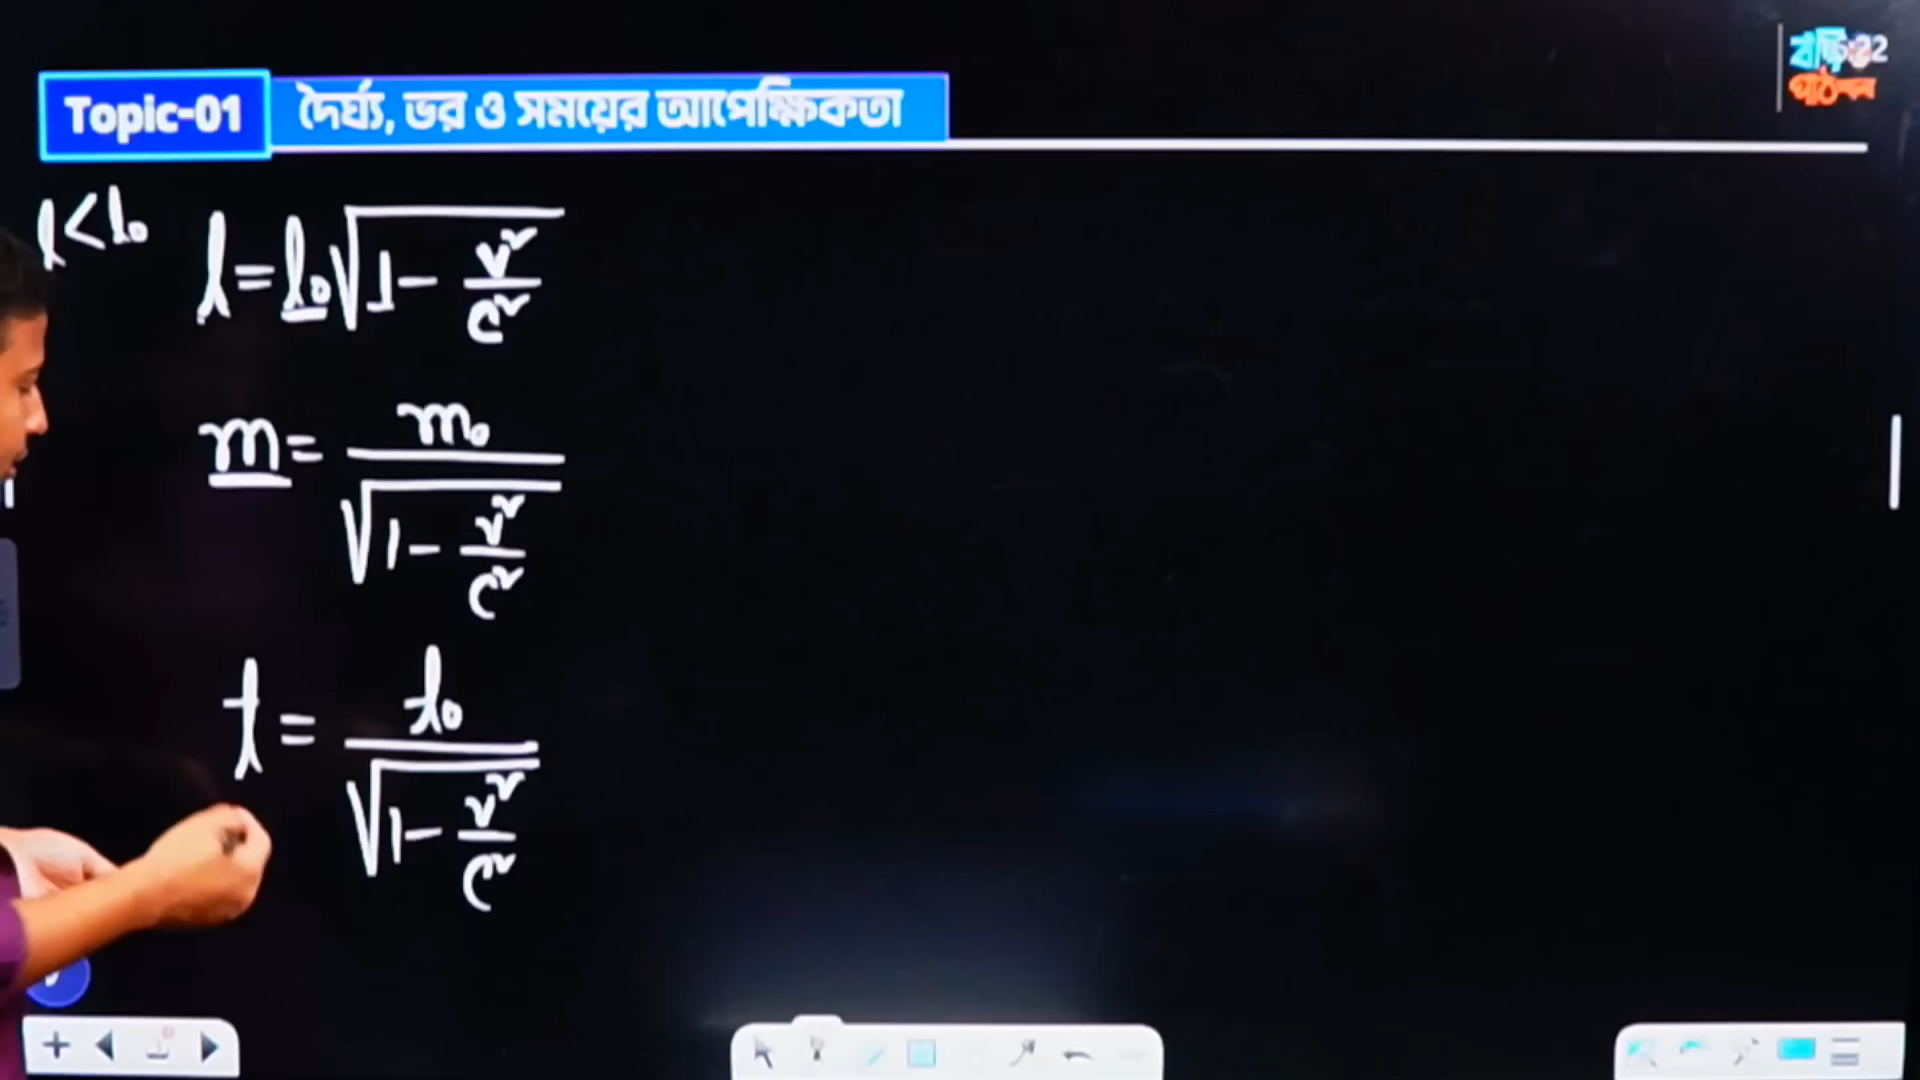 Topic-01 দৈর্ঘ্য, ভর ও সময়ের আপেক্ষিকতা
l<l₀
l = l₀√(1 - v²/c²)
m = m₀/√(1 - v²/c²)
t = t₀/√(1 - v²/c²)